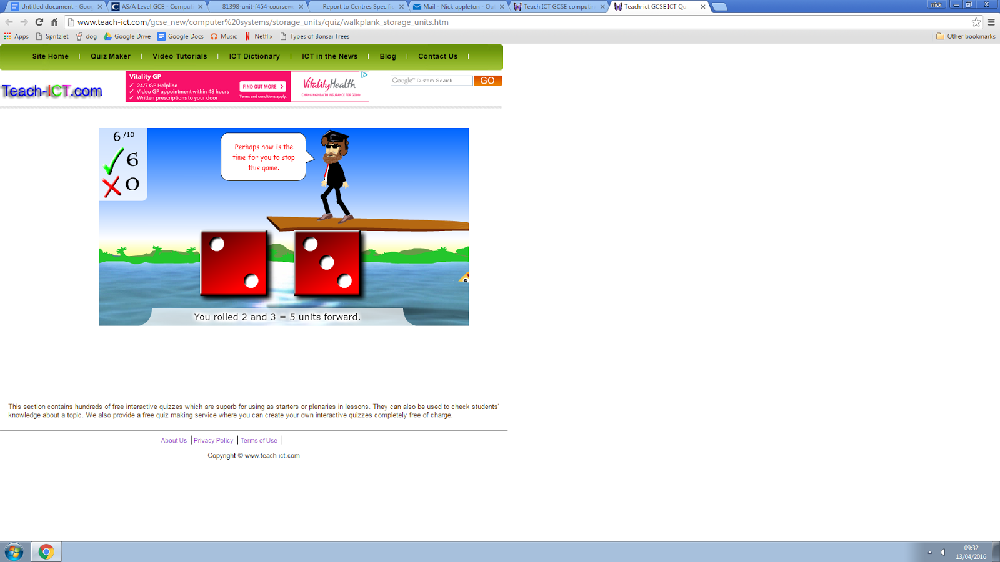 Untitled document - Goo
AS/A Level GCE - Comput
81398-unit-f454-coursew
Report to Centres Specific
Mail - Nick appleton - Ou
Teach ICT GCSE computin
Teach-ict GCSE ICT Qu
nick
www.teach-ict.com/gcse_new/computer%20systems/storage_units/quiz/walkplank_storage_units.htm
Apps
Spritzlet
dog
Google Drive
Google Docs
Music
Netflix
Types of Bonsai Trees
Other bookmarks
Site Home
Quiz Maker
Video Tutorials
ICT Dictionary
ICT in the News
Blog
Contact Us
Teach-ICT.com
Vitality GP
✓ 24/7 GP Helpline
✓ Video GP appointment within 48 hours
✓ Written prescriptions to your door
FIND OUT MORE >
Terms and conditions apply.
VitalityHealth
CHANGING HEALTH INSURANCE FOR GOOD
Google™ Custom Search
GO
6 /10
6
0
Perhaps now is the
time for you to stop
this game.
You rolled 2 and 3 = 5 units forward.
This section contains hundreds of free interactive quizzes which are superb for using as starters or plenaries in lessons. They can also be used to check students'
knowledge about a topic. We also provide a free quiz making service where you can create your own interactive quizzes completely free of charge.
About Us | Privacy Policy | Terms of Use |
Copyright © www.teach-ict.com
09:32
13/04/2016